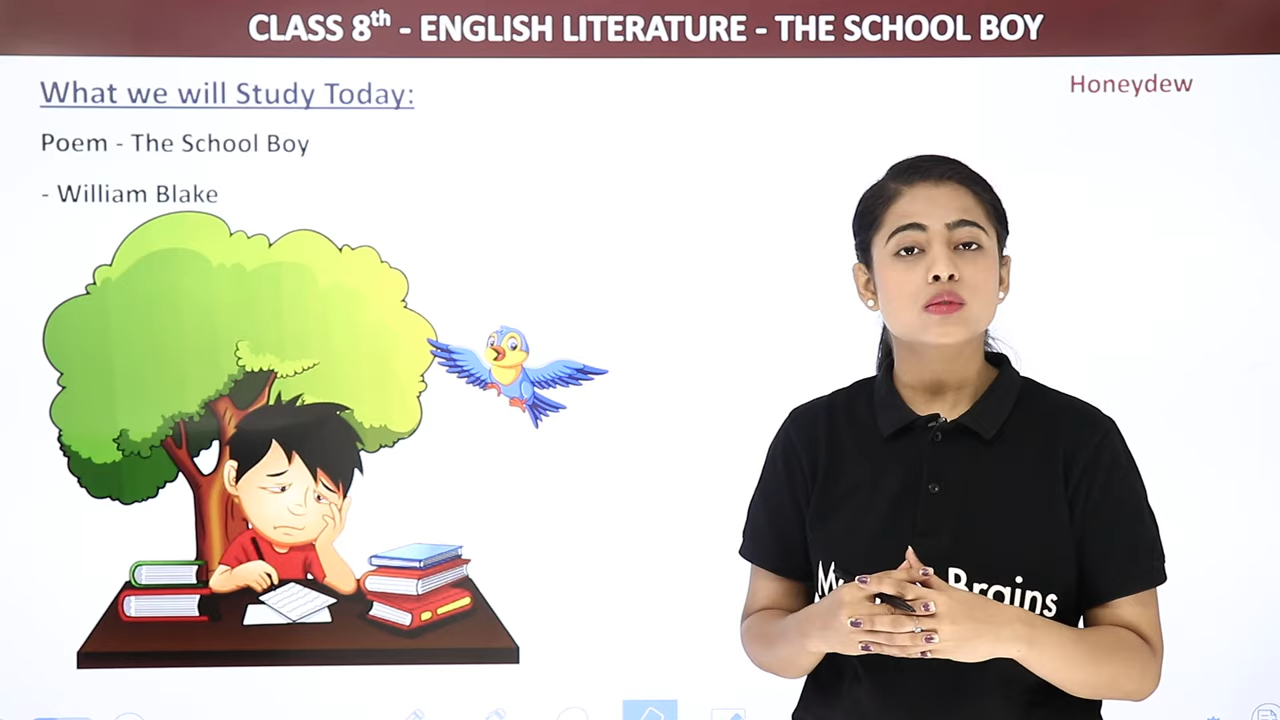 CLASS 8th - ENGLISH LITERATURE - THE SCHOOL BOY
What we will Study Today:
Honeydew
Poem - The School Boy
- William Blake
Brains